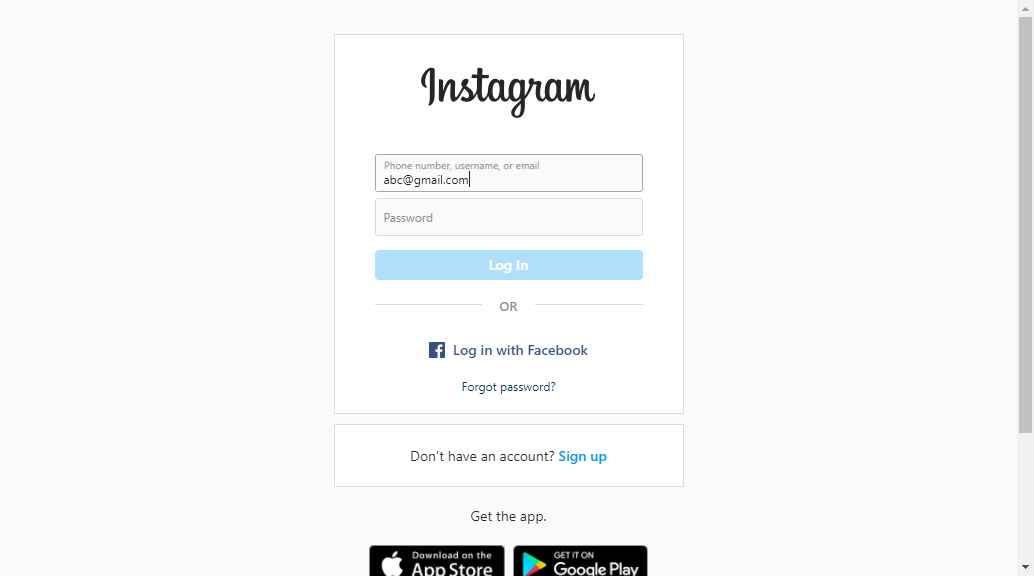 Instagram
Phone number, username, or email
abc@gmail.com
Password
Log In
OR
Log in with Facebook
Forgot password?
Don't have an account? Sign up
Get the app.
Download on the
App Store
GET IT ON
Google Play